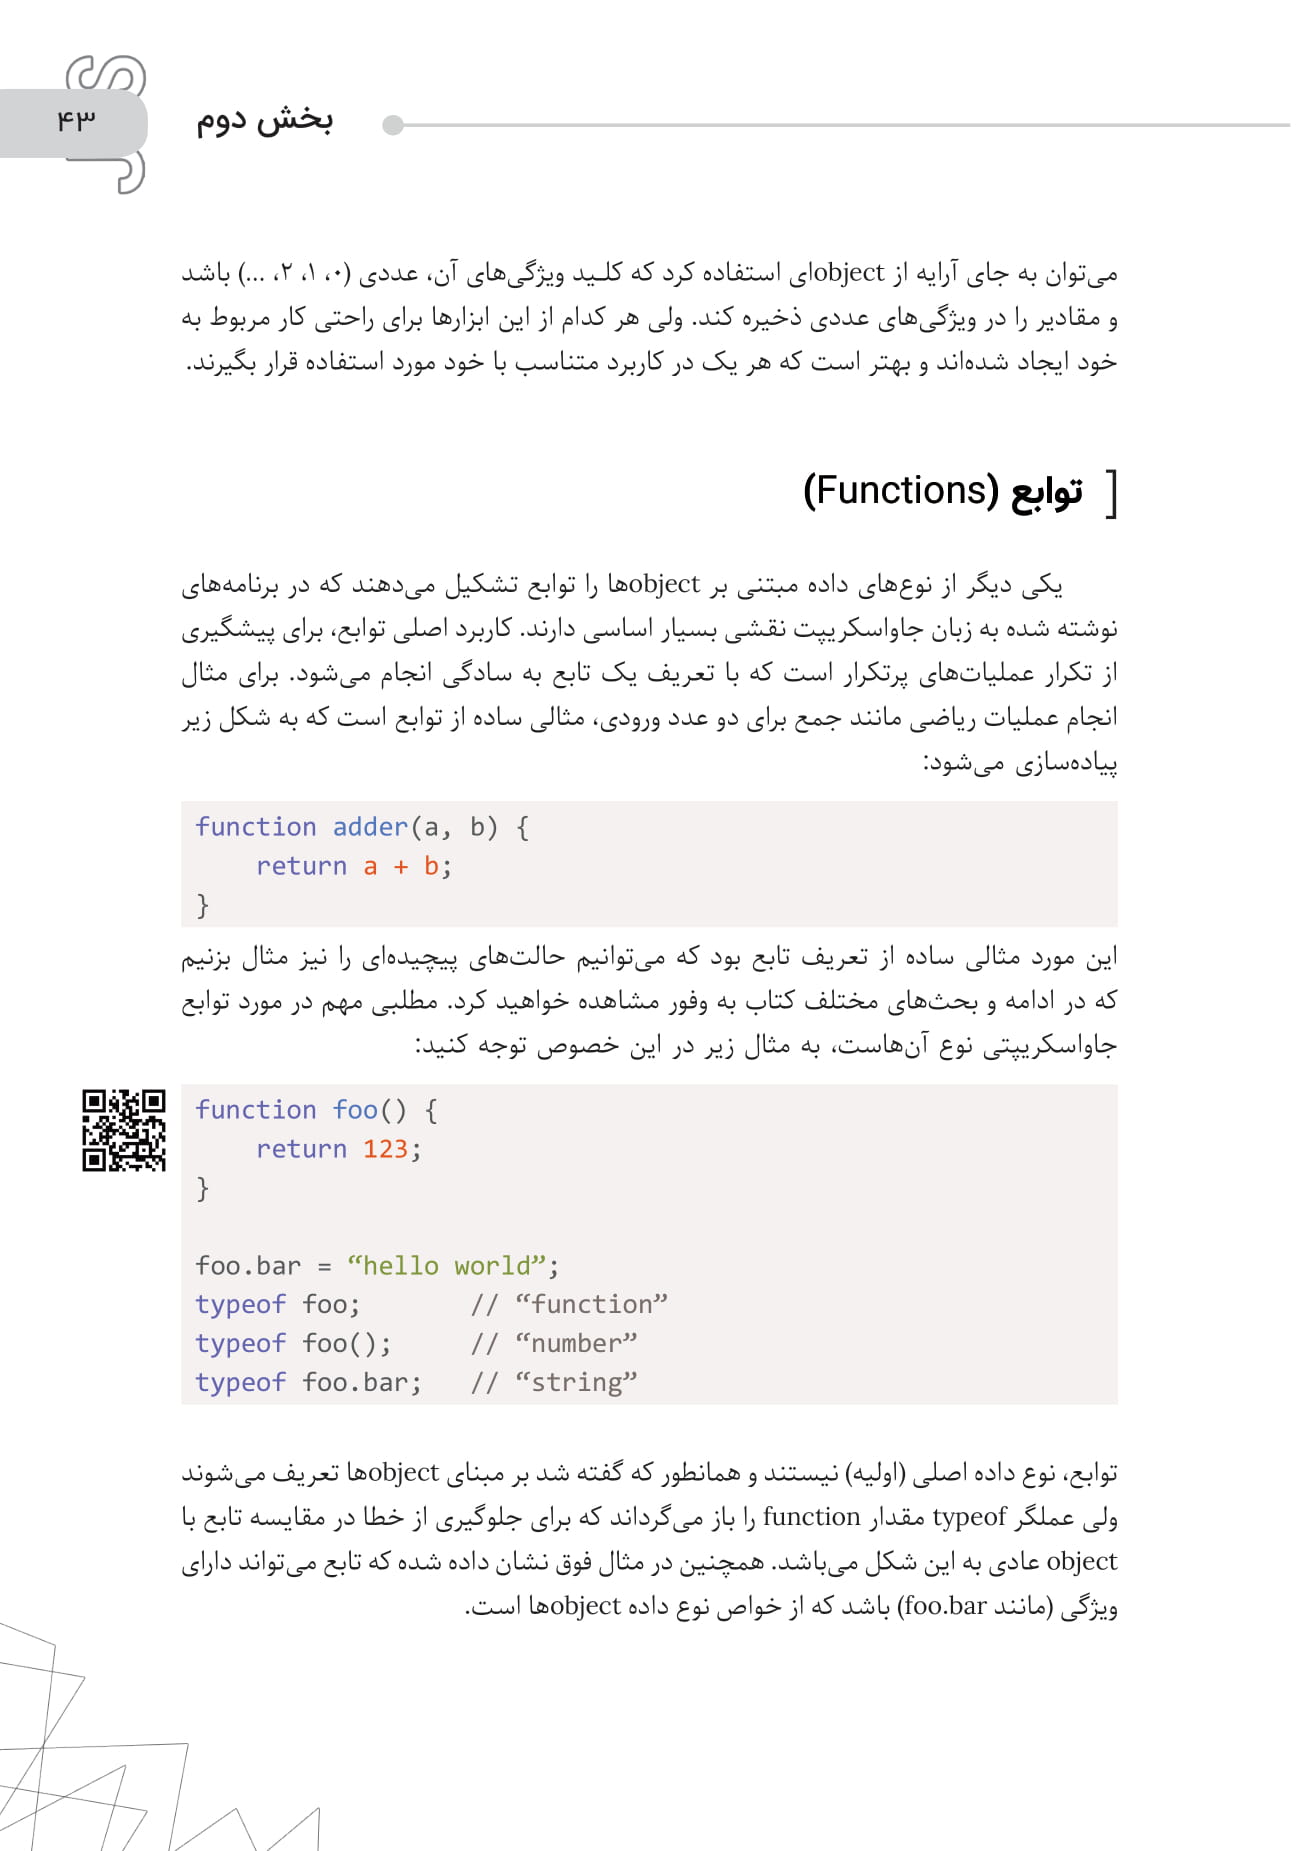 JS
۴۳
بخش دوم
می‌توان به جای آرایه از objectای استفاده کرد که کلـید ویژگی‌های آن، عددی (۰، ۱، ۲، ...) باشد
و مقادیر را در ویژگی‌های عددی ذخیره کند. ولی هر کدام از این ابزارها برای راحتی کار مربوط به
خود ایجاد شده‌اند و بهتر است که هر یک در کاربرد متناسب با خود مورد استفاده قرار بگیرند.
[ توابع (Functions)
یکی دیگر از نوع‌های داده مبتنی بر objectها را توابع تشکیل می‌دهند که در برنامه‌های
نوشته شده به زبان جاواسکریپت نقشی بسیار اساسی دارند. کاربرد اصلی توابع، برای پیشگیری
از تکرار عملیات‌های پرتکرار است که با تعریف یک تابع به سادگی انجام می‌شود. برای مثال
انجام عملیات ریاضی مانند جمع برای دو عدد ورودی، مثالی ساده از توابع است که به شکل زیر
پیاده‌سازی می‌شود:
function adder(a, b) {
    return a + b;
}
این مورد مثالی ساده از تعریف تابع بود که می‌توانیم حالت‌های پیچیده‌ای را نیز مثال بزنیم
که در ادامه و بحث‌های مختلف کتاب به وفور مشاهده خواهید کرد. مطلبی مهم در مورد توابع
جاواسکریپتی نوع آن‌هاست، به مثال زیر در این خصوص توجه کنید:
function foo() {
    return 123;
}
foo.bar = “hello world”;
typeof foo;       // “function”
typeof foo();     // “number”
typeof foo.bar;   // “string”
توابع، نوع داده اصلی (اولیه) نیستند و همانطور که گفته شد بر مبنای objectها تعریف می‌شوند
ولی عملگر typeof مقدار function را باز می‌گرداند که برای جلوگیری از خطا در مقایسه تابع با
object عادی به این شکل می‌باشد. همچنین در مثال فوق نشان داده شده که تابع می‌تواند دارای
ویژگی (مانند foo.bar) باشد که از خواص نوع داده objectها است.